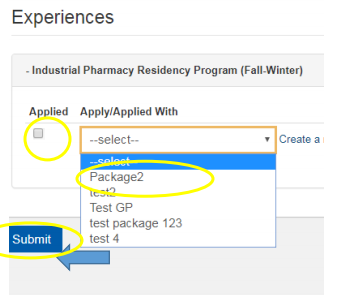 Experiences
- Industrial Pharmacy Residency Program (Fall-Winter)
Applied Apply/Applied With
--select-- Create a
--select--
Package2
test2
Test GP
test package 123
test 4
Submit